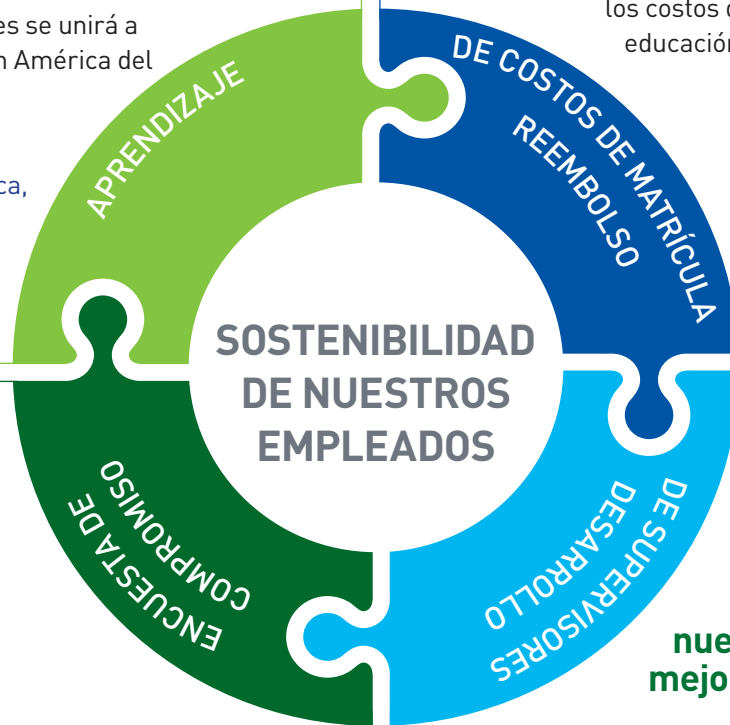 es se unirá a
n América del
ca,
los costos
educación
APRENDIZAJE
DE COSTOS DE MATRÍCULA
REEMBOLSO
SOSTENIBILIDAD
DE NUESTROS
EMPLEADOS
ENCUESTA DE
COMPROMISO
DE SUPERVISORES
DESARROLLO
nue
mejo